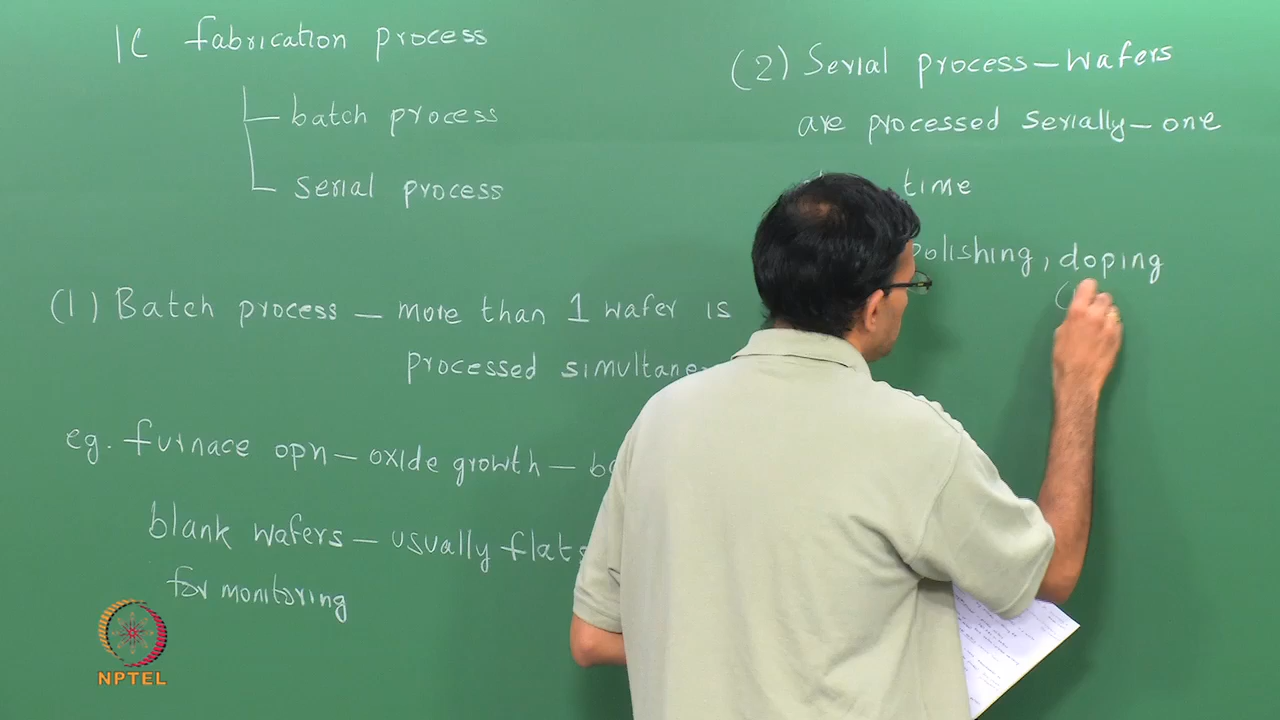 IC fabrication process
batch process
serial process
(1) Batch process – more than 1 wafer is
processed simultane
eg. furnace opn – oxide growth –
blank wafers – usually flats
for monitoring
(2) Serial process – wafers
are processed serially – one
time
polishing, doping
(
NPTEL